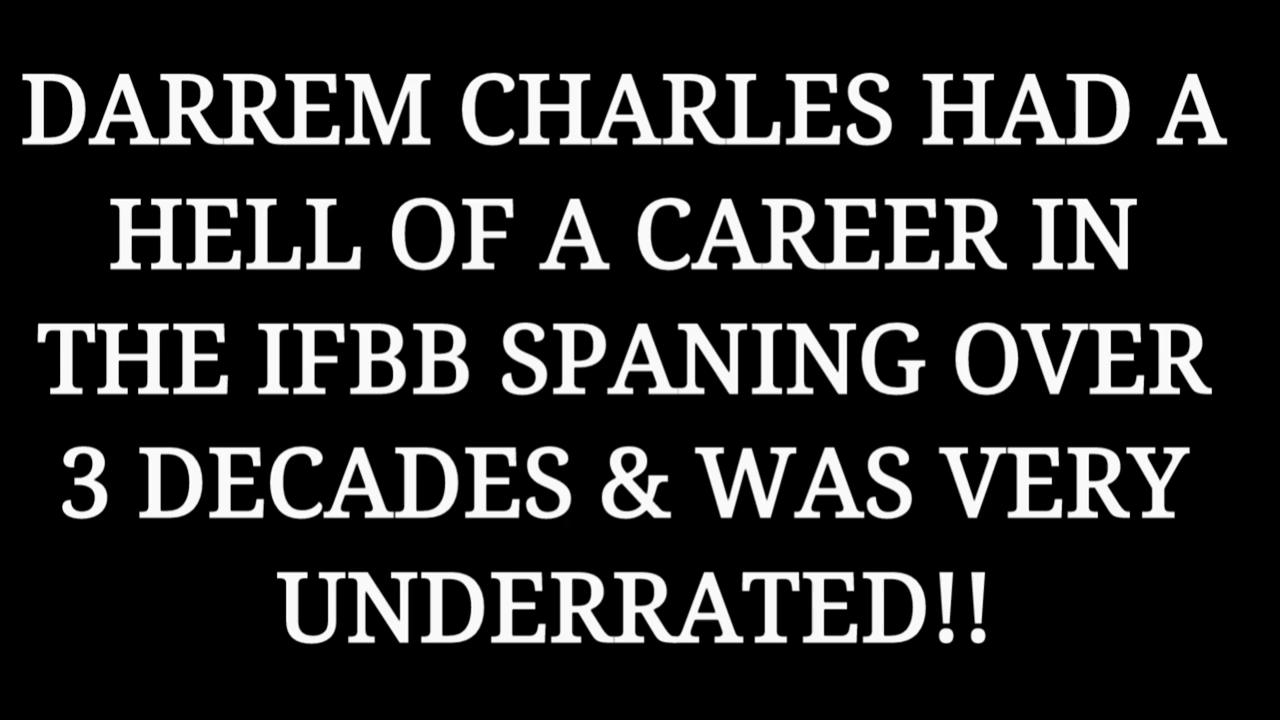 DARREM CHARLES HAD A
HELL OF A CAREER IN
THE IFBB SPANING OVER
3 DECADES & WAS VERY
UNDERRATED!!